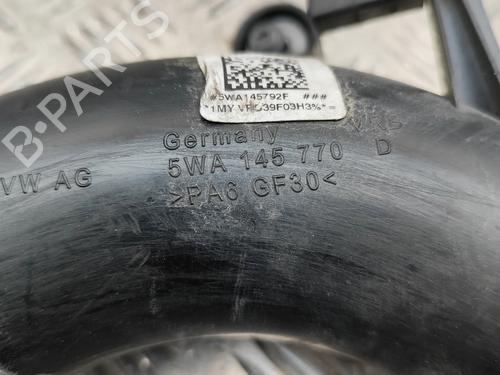 #5WA145792F ###
Germany
5WA 145 770 D
VW AG
>PA6 GF30<
B-PARTS